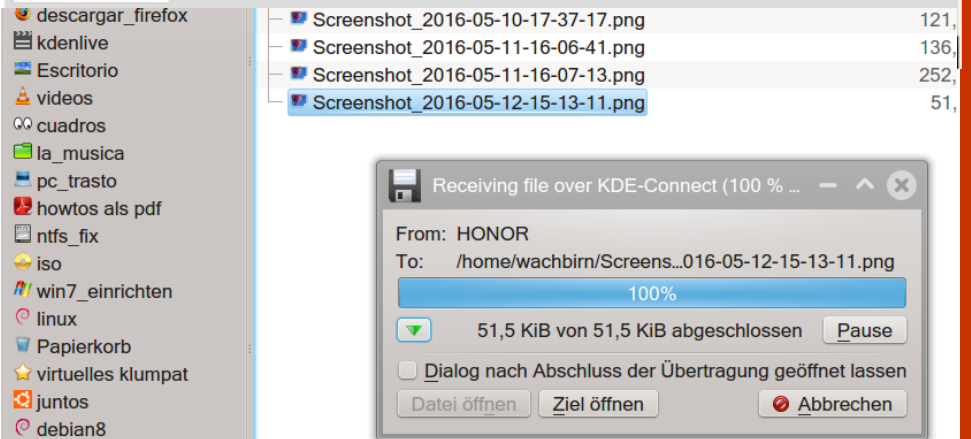 descargar_firefox
kdenlive
Escritorio
videos
cuadros
la_musica
pc_trasto
howtos als pdf
ntfs_fix
iso
win7_einrichten
linux
Papierkorb
virtuelles klumpat
juntos
debian8
Screenshot_2016-05-10-17-37-17.png 121,
Screenshot_2016-05-11-16-06-41.png 136,
Screenshot_2016-05-11-16-07-13.png 252,
Screenshot_2016-05-12-15-13-11.png 51,
Receiving file over KDE-Connect (100 % ...
From: HONOR
To: /home/wachbirn/Screens...016-05-12-15-13-11.png
100%
51,5 KiB von 51,5 KiB abgeschlossen Pause
Dialog nach Abschluss der Übertragung geöffnet lassen
Datei öffnen Ziel öffnen Abbrechen